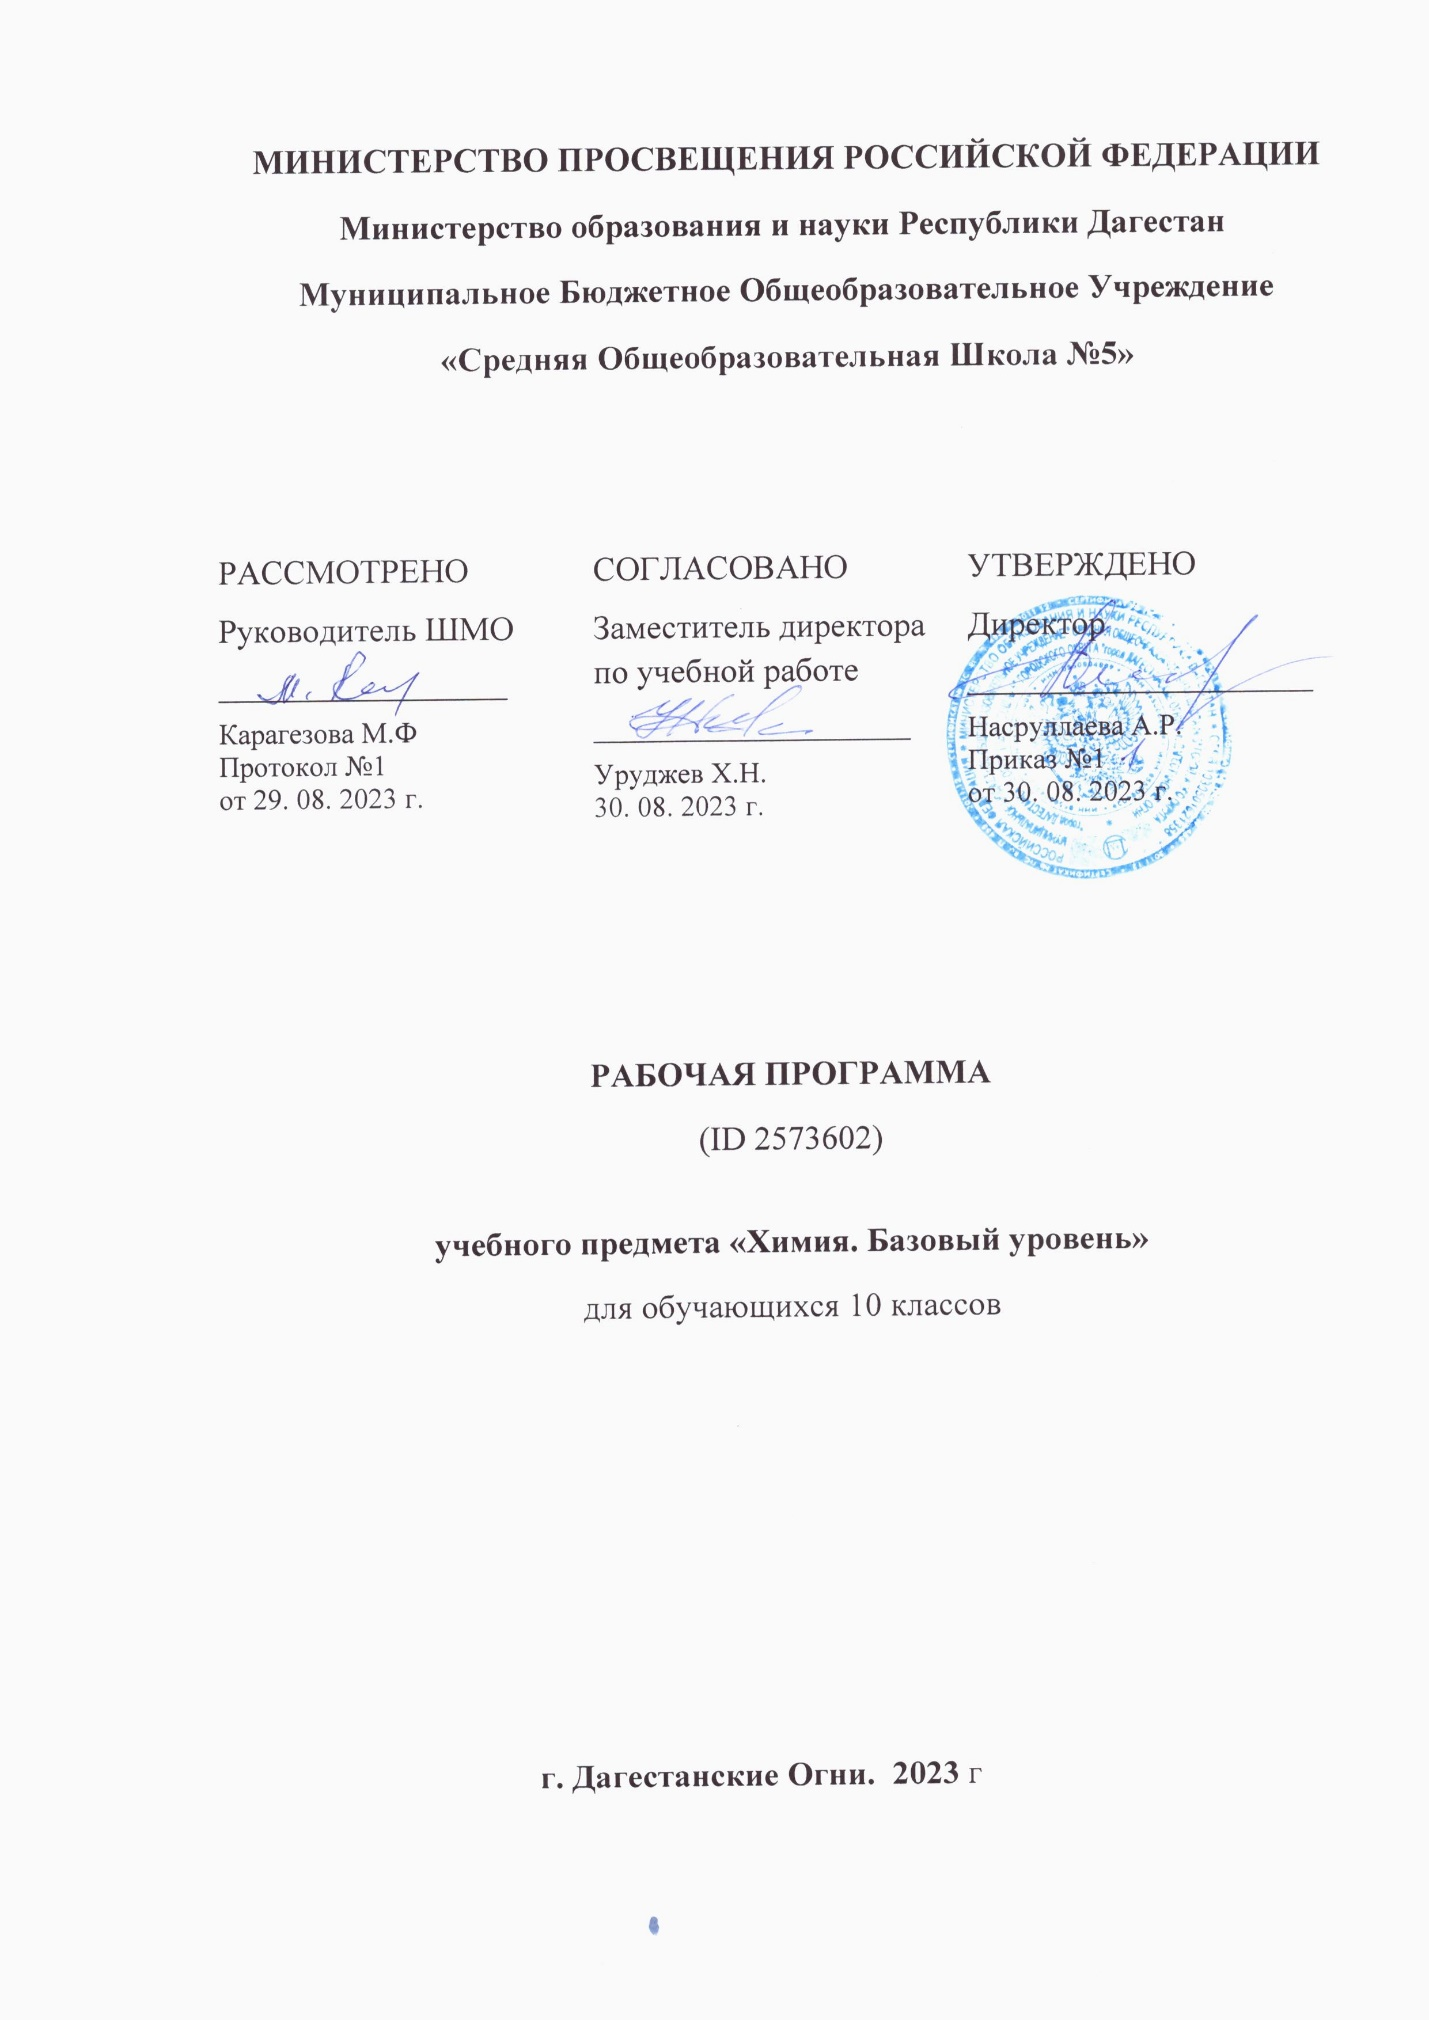 МИНИСТЕРСТВО ПРОСВЕЩЕНИЯ РОССИЙСКОЙ ФЕДЕРАЦИИ
Министерство образования и науки Республики Дагестан
Муниципальное Бюджетное Общеобразовательное Учреждение
«Средняя Общеобразовательная Школа №5»
РАССМОТРЕНО
Руководитель ШМО
Карагезова М.Ф
Протокол №1
от 29. 08. 2023 г.
СОГЛАСОВАНО
Заместитель директора
по учебной работе
Уруджев Х.Н.
30. 08. 2023 г.
УТВЕРЖДЕНО
Директор
Насруллаева А.Р.
Приказ №1
от 30. 08. 2023 г.
РАБОЧАЯ ПРОГРАММА
(ID 2573602)
учебного предмета «Химия. Базовый уровень»
для обучающихся 10 классов
г. Дагестанские Огни.  2023 г